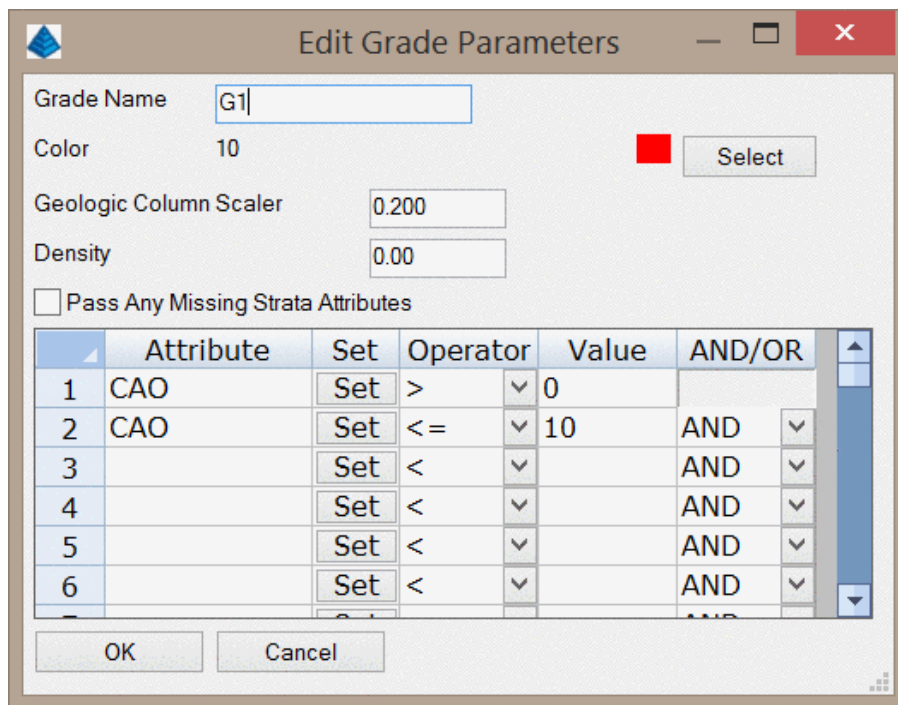 Edit Grade Parameters
Grade Name G1
Color 10 Select
Geologic Column Scaler 0.200
Density 0.00
Pass Any Missing Strata Attributes
Attribute Set Operator Value AND/OR
1 CAO Set > 0
2 CAO Set <= 10 AND
3 Set < AND
4 Set < AND
5 Set < AND
6 Set < AND
OK Cancel